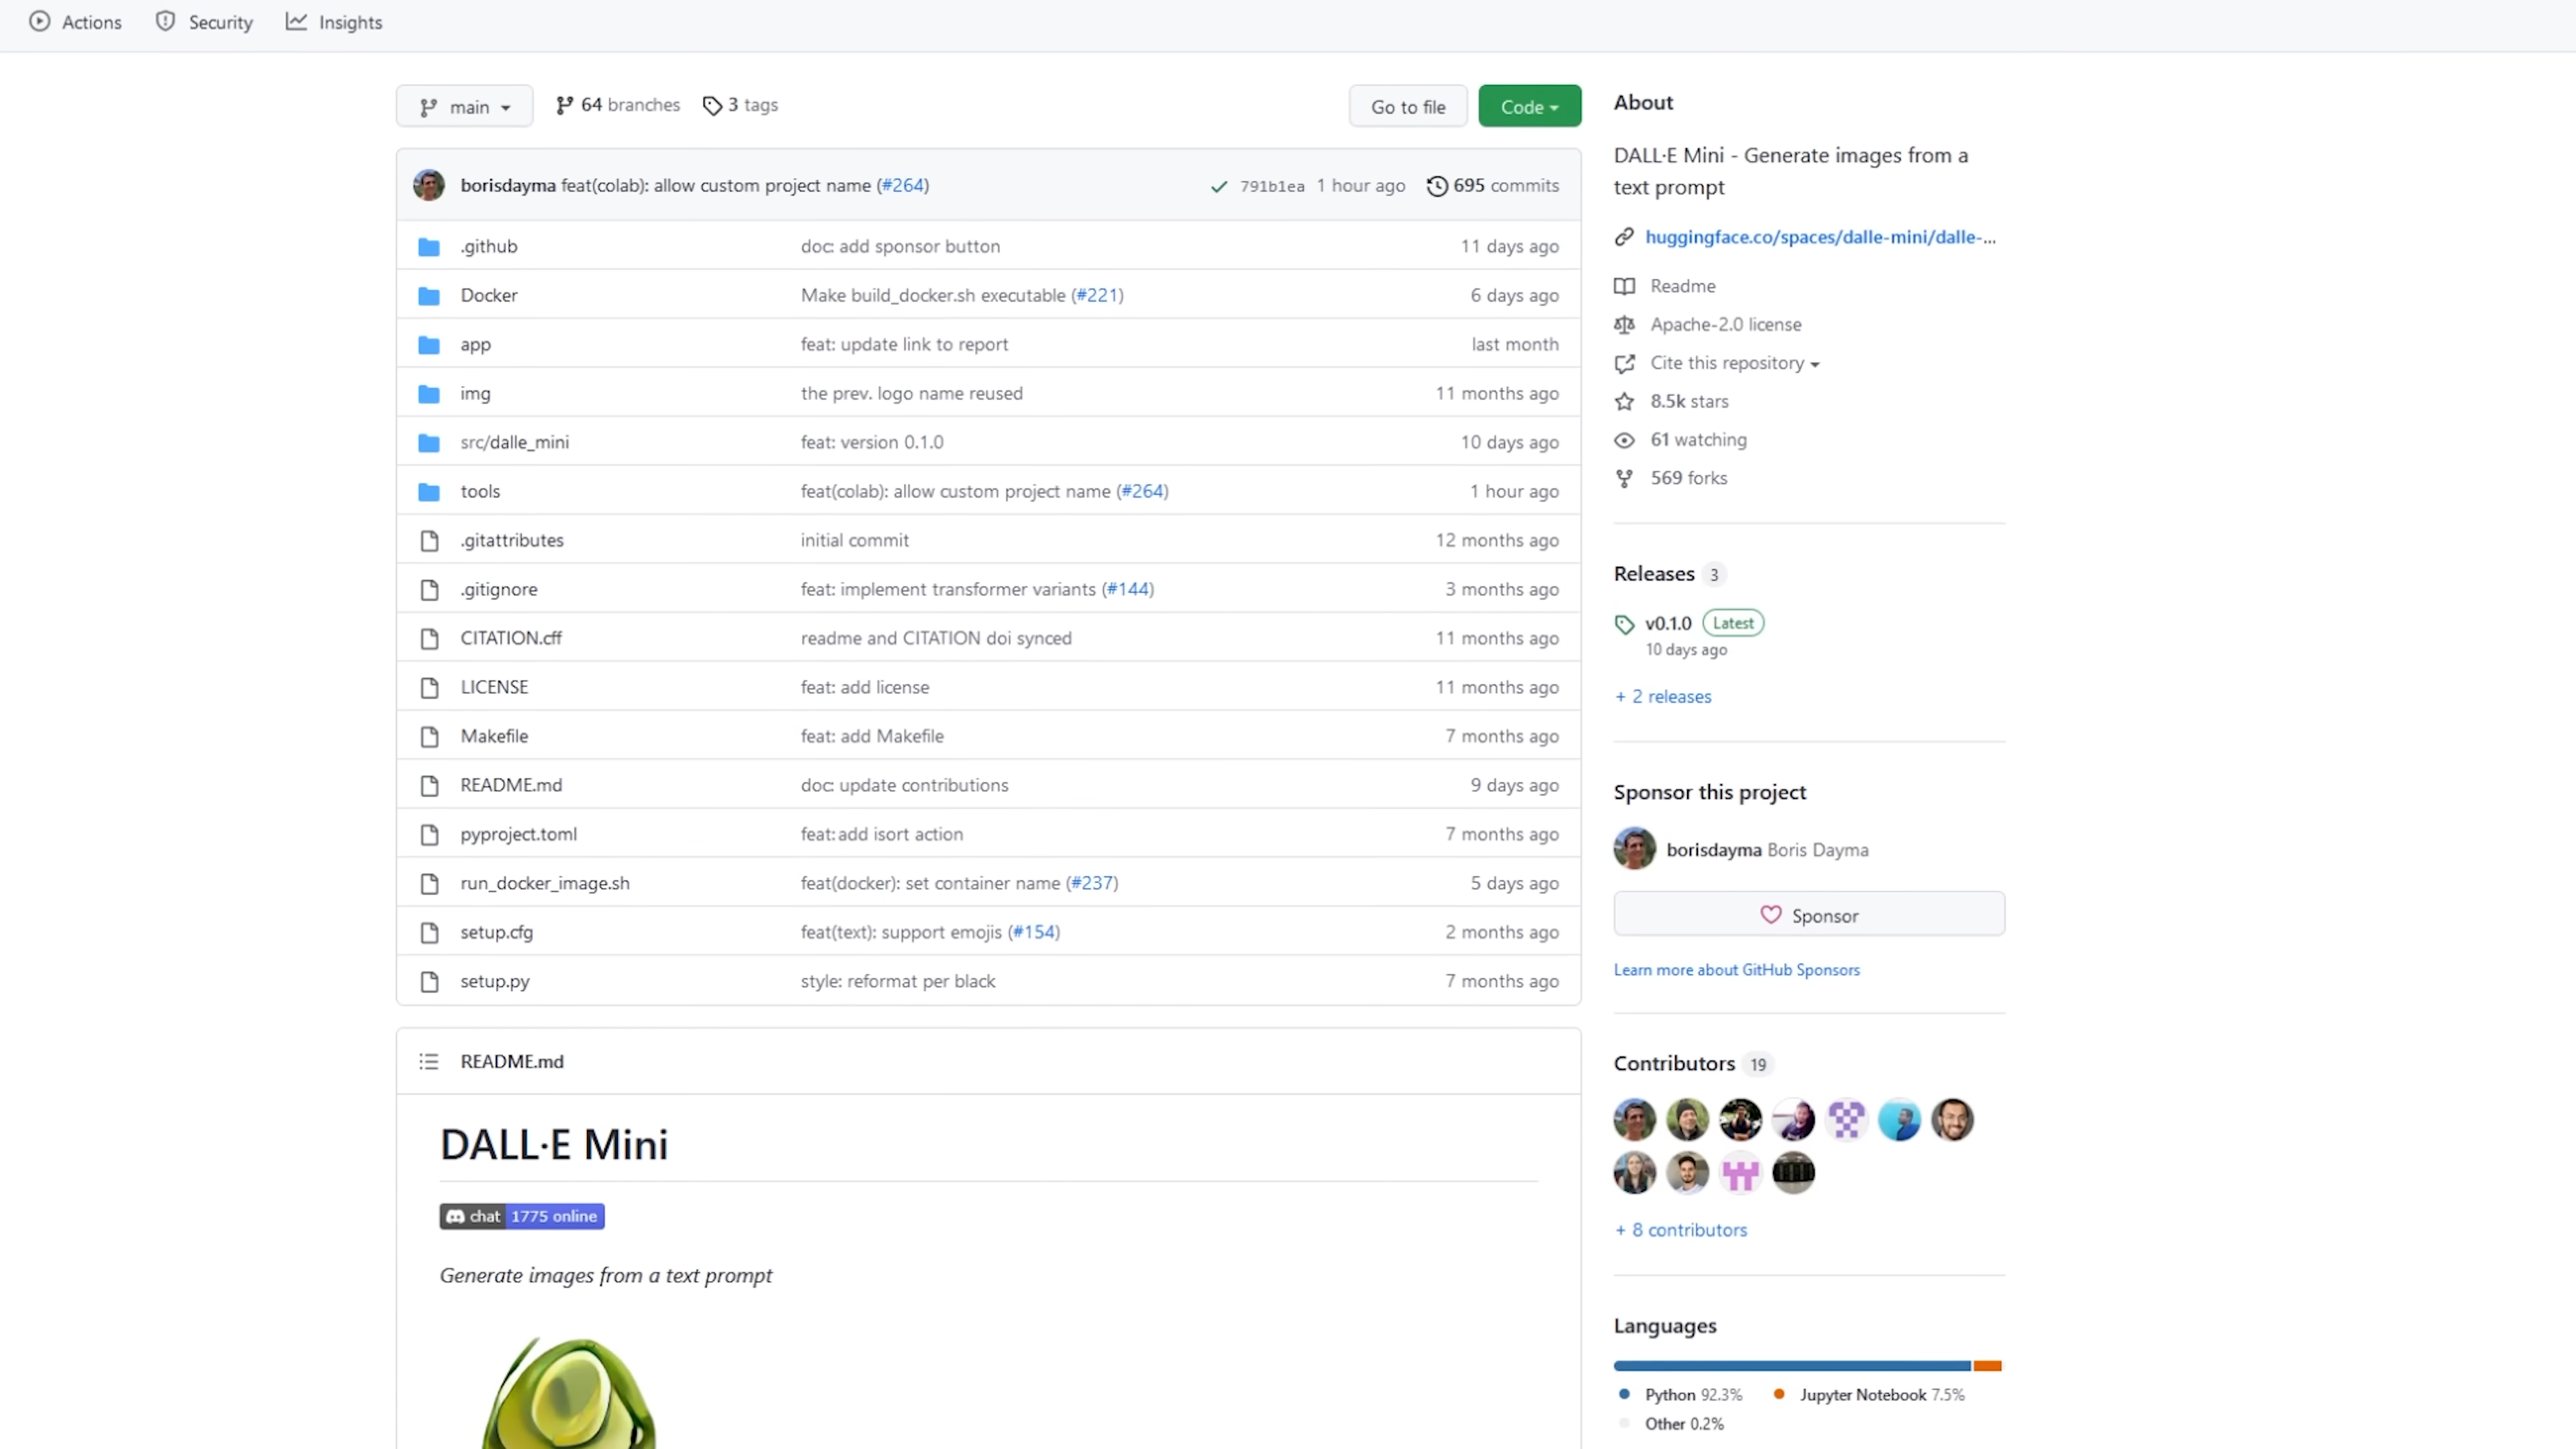 Actions Security Insights
main 64 branches 3 tags Go to file Code
borisdayma feat(colab): allow custom project name (#264) 791b1ea 1 hour ago 695 commits
.github doc: add sponsor button 11 days ago
Docker Make build_docker.sh executable (#221) 6 days ago
app feat: update link to report last month
img the prev. logo name reused 11 months ago
src/dalle_mini feat: version 0.1.0 10 days ago
tools feat(colab): allow custom project name (#264) 1 hour ago
.gitattributes initial commit 12 months ago
.gitignore feat: implement transformer variants (#144) 3 months ago
CITATION.cff readme and CITATION doi synced 11 months ago
LICENSE feat: add license 11 months ago
Makefile feat: add Makefile 7 months ago
README.md doc: update contributions 9 days ago
pyproject.toml feat: add isort action 7 months ago
run_docker_image.sh feat(docker): set container name (#237) 5 days ago
setup.cfg feat(text): support emojis (#154) 2 months ago
setup.py style: reformat per black 7 months ago
README.md
DALL·E Mini
chat 1775 online
Generate images from a text prompt
About
DALL·E Mini - Generate images from a
text prompt
huggingface.co/spaces/dalle-mini/dalle-...
Readme
Apache-2.0 license
Cite this repository
8.5k stars
61 watching
569 forks
Releases 3
v0.1.0 Latest
10 days ago
+ 2 releases
Sponsor this project
borisdayma Boris Dayma
Sponsor
Learn more about GitHub Sponsors
Contributors 19
+ 8 contributors
Languages
Python 92.3% Jupyter Notebook 7.5%
Other 0.2%